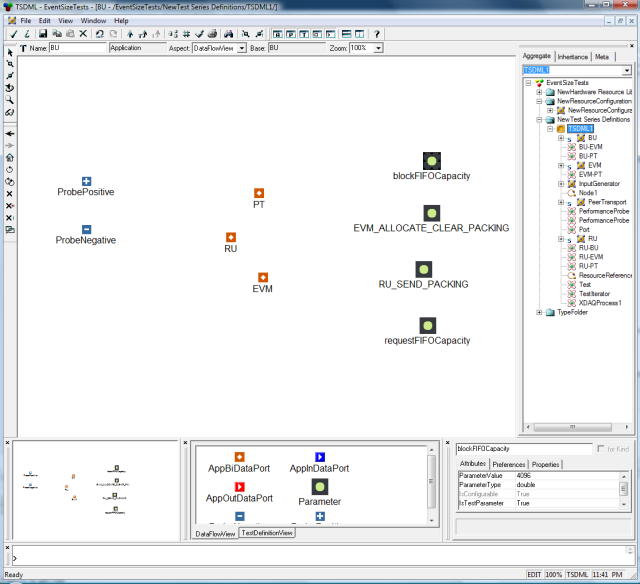 TSDML - EventSizeTests - [BU - /EventSizeTests/NewTest Series Definitions/TSDML1/]
File Edit View Window Help
Name: BU Application Aspect: DataFlowView Base: BU Zoom: 100%
Aggregate Inheritance Meta
TSDML1
EventSizeTests
NewHardware Resource Lib
NewResourceConfiguration
NewResourceConfigura
NewTest Series Definitions
TSDML1
S BU
BU-EVM
BU-PT
S EVM
EVM-PT
InputGenerator
Node1
S PeerTransport
PerformanceProbe
PerformanceProbe
Port
S RU
RU-BU
RU-EVM
RU-PT
ResourceReference
Test
TestIterator
XDAQProcess1
TypeFolder
ProbePositive
ProbeNegative
PT
RU
EVM
blockFIFOCapacity
EVM_ALLOCATE_CLEAR_PACKING
RU_SEND_PACKING
requestFIFOCapacity
AppBiDataPort AppInDataPort
AppOutDataPort Parameter
DataFlowView TestDefinitionView
blockFIFOCapacity for Kind
Attributes Preferences Properties
ParameterValue 4096
ParameterType double
IsConfigurable True
IsTestParameter True
>
Ready
EDIT 100% TSDML 11:41 PM